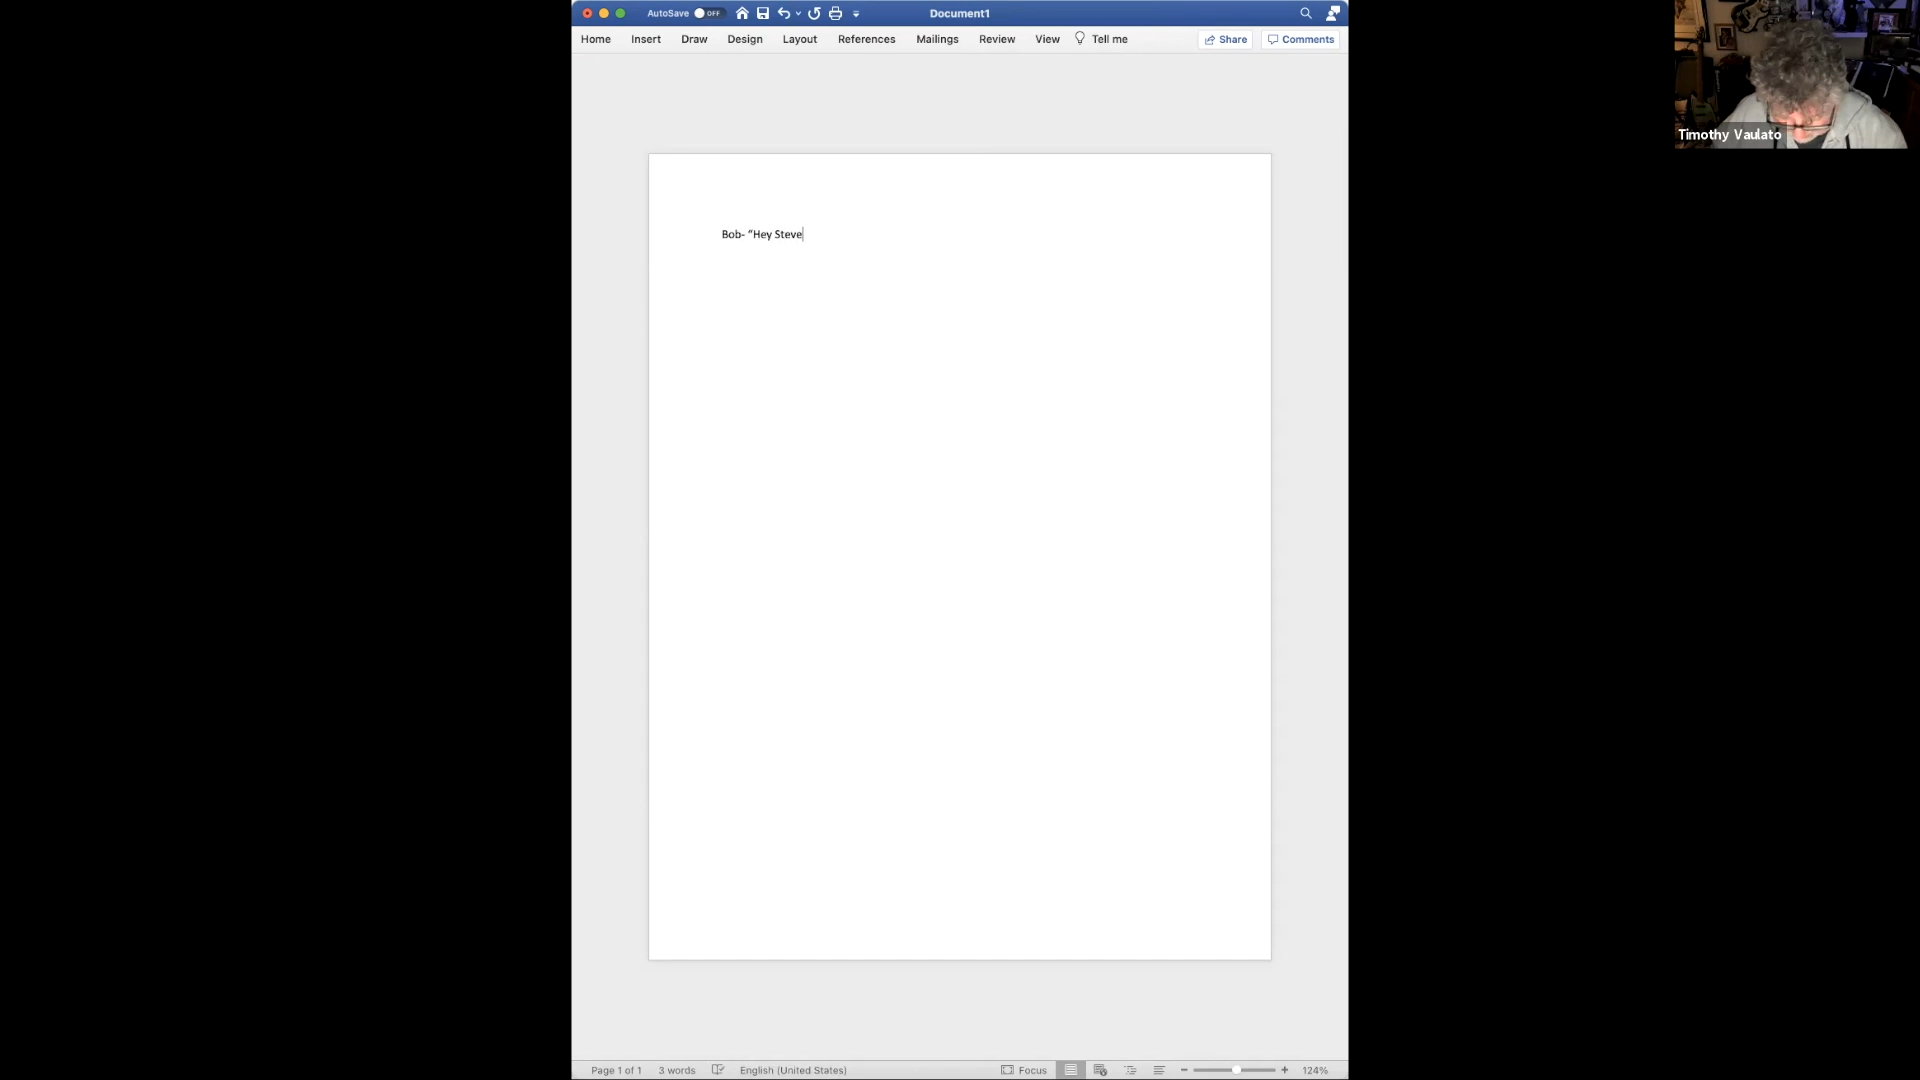 AutoSave OFF
Document1
Home Insert Draw Design Layout References Mailings Review View Tell me Share Comments
Timothy Vaulato
Bob- “Hey Steve
Page 1 of 1 3 words English (United States) Focus 124%